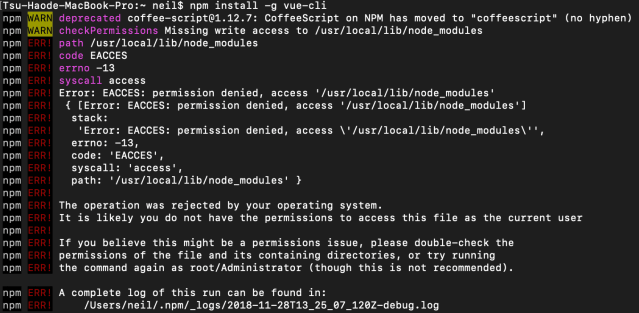 [Tsu-Haode-MacBook-Pro:~ neil$ npm install -g vue-cli
npm WARN deprecated coffee-script@1.12.7: CoffeeScript on NPM has moved to "coffeescript" (no hyphen)
npm WARN checkPermissions Missing write access to /usr/local/lib/node_modules
npm ERR! path /usr/local/lib/node_modules
npm ERR! code EACCES
npm ERR! errno -13
npm ERR! syscall access
npm ERR! Error: EACCES: permission denied, access '/usr/local/lib/node_modules'
npm ERR!  { [Error: EACCES: permission denied, access '/usr/local/lib/node_modules']
npm ERR!   stack:
npm ERR!    'Error: EACCES: permission denied, access \'/usr/local/lib/node_modules\'',
npm ERR!   errno: -13,
npm ERR!   code: 'EACCES',
npm ERR!   syscall: 'access',
npm ERR!   path: '/usr/local/lib/node_modules' }
npm ERR!
npm ERR! The operation was rejected by your operating system.
npm ERR! It is likely you do not have the permissions to access this file as the current user
npm ERR!
npm ERR! If you believe this might be a permissions issue, please double-check the
npm ERR! permissions of the file and its containing directories, or try running
npm ERR! the command again as root/Administrator (though this is not recommended).
npm ERR! A complete log of this run can be found in:
npm ERR!     /Users/neil/.npm/_logs/2018-11-28T13_25_07_120Z-debug.log